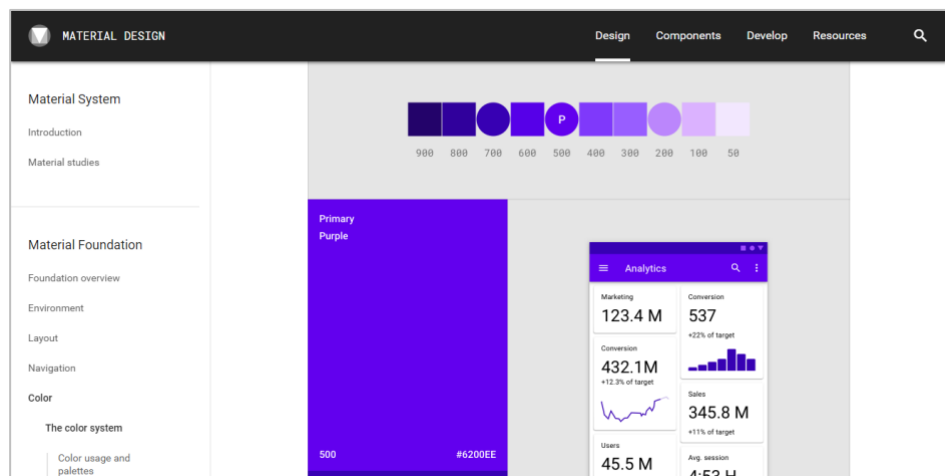 MATERIAL DESIGN
Design Components Develop Resources
Material System
Introduction
Material studies
Material Foundation
Foundation overview
Environment
Layout
Navigation
Color
The color system
Color usage and
palettes
P
900 800 700 600 500 400 300 200 100 50
Primary
Purple
500 #6200EE
Analytics
Marketing
123.4 M
Conversion
432.1M
+12.3% of target
Users
45.5 M
Conversion
537
+22% of target
Sales
345.8 M
+11% of target
Avg. session
4:53 H